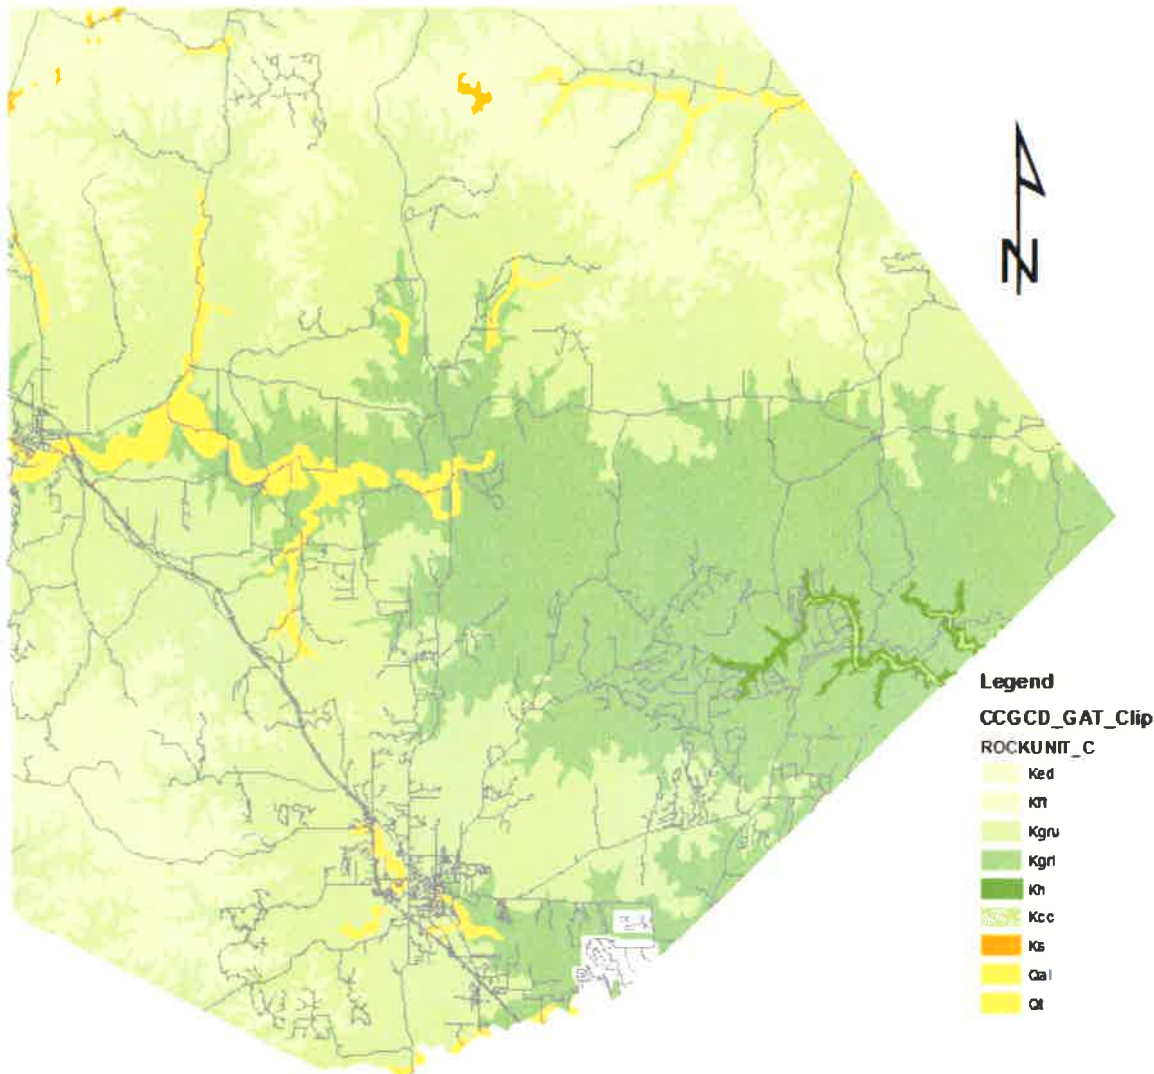 N
Legend
CCGCD_GAT_Clip
ROCKUNIT_C
Ked
Kft
Kgru
Kgrl
Kh
Kcc
Ks
Qal
Qt